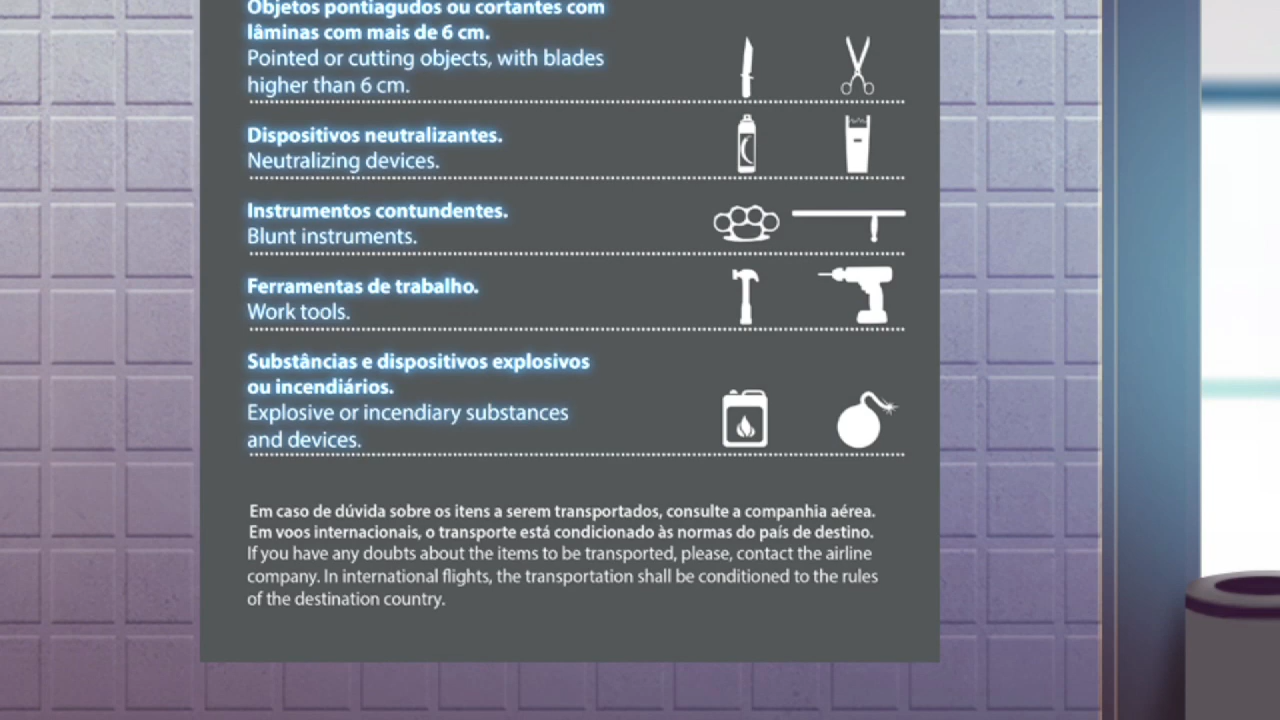 Objetos pontiagudos ou cortantes com
lâminas com mais de 6 cm.
Pointed or cutting objects, with blades
higher than 6 cm.
Dispositivos neutralizantes.
Neutralizing devices.
Instrumentos contundentes.
Blunt instruments.
Ferramentas de trabalho.
Work tools.
Substâncias e dispositivos explosivos
ou incendiários.
Explosive or incendiary substances
and devices.
Em caso de dúvida sobre os itens a serem transportados, consulte a companhia aérea.
Em voos internacionais, o transporte está condicionado às normas do país de destino.
If you have any doubts about the items to be transported, please, contact the airline
company. In international flights, the transportation shall be conditioned to the rules
of the destination country.